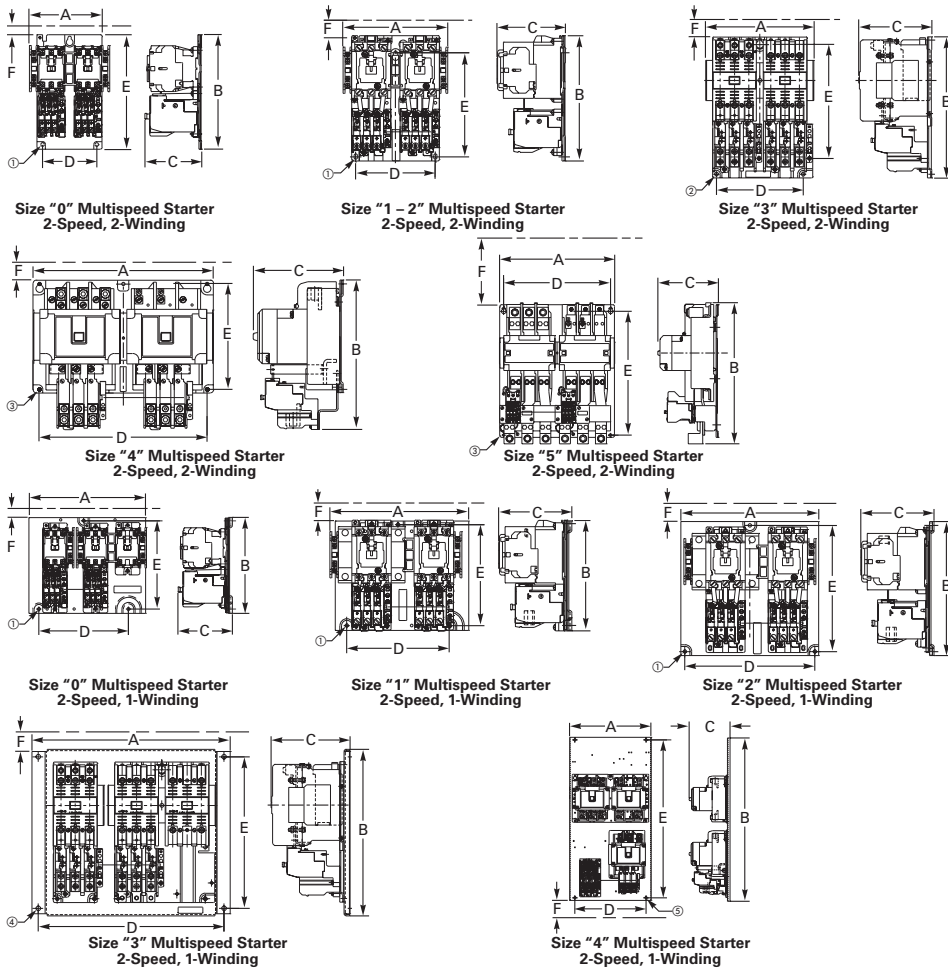 A
F
E
①
D
C
B
Size “0” Multispeed Starter
2-Speed, 2-Winding
F
A
E
①
D
C
B
Size “1 – 2” Multispeed Starter
2-Speed, 2-Winding
F
A
E
②
D
C
B
Size “3” Multispeed Starter
2-Speed, 2-Winding
F
A
E
③
D
C
B
Size “4” Multispeed Starter
2-Speed, 2-Winding
F
A
D
E
③
C
B
Size “5” Multispeed Starter
2-Speed, 2-Winding
A
F
E
①
D
C
B
Size “0” Multispeed Starter
2-Speed, 1-Winding
F
A
E
①
D
C
B
Size “1” Multispeed Starter
2-Speed, 1-Winding
F
A
E
①
D
C
B
Size “2” Multispeed Starter
2-Speed, 1-Winding
F
A
E
④
D
C
B
Size “3” Multispeed Starter
2-Speed, 1-Winding
A
E
F
D
⑤
C
B
Size “4” Multispeed Starter
2-Speed, 1-Winding